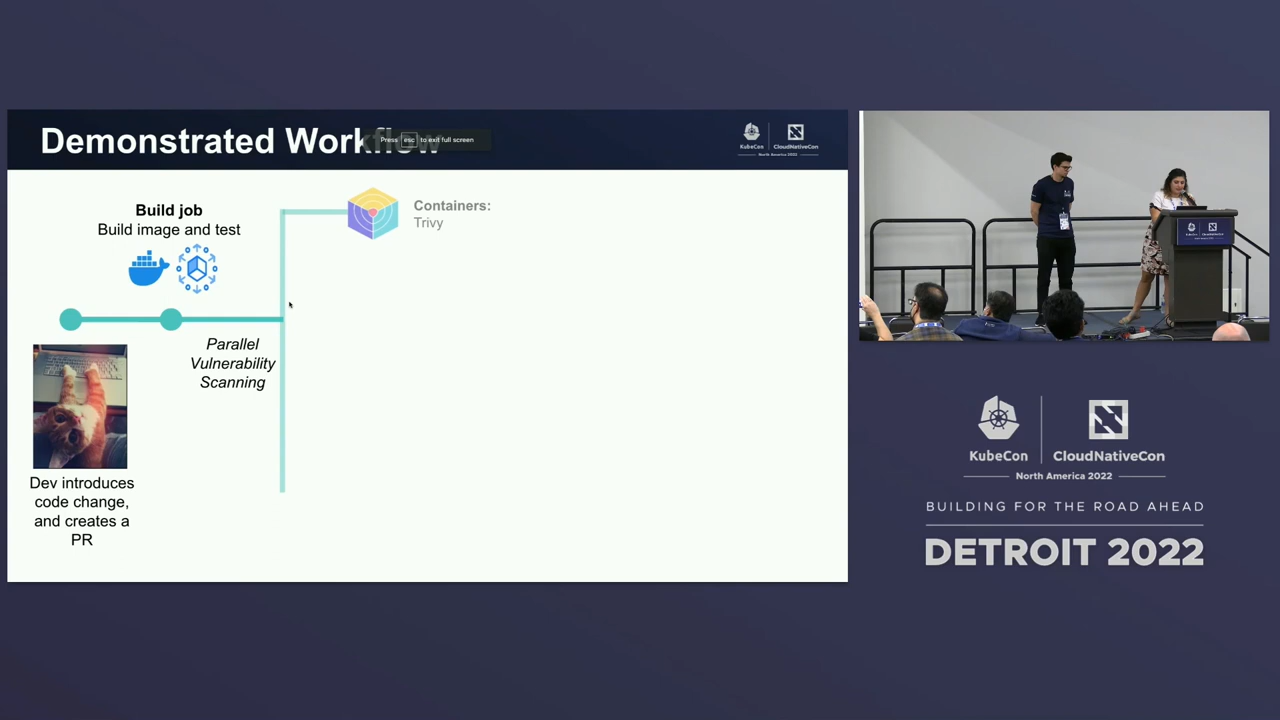 Demonstrated Workflow
Press esc to exit full screen
KubeCon
CloudNativeCon
North America 2022
Build job
Build image and test
Containers:
Trivy
Parallel
Vulnerability
Scanning
Dev introduces
code change,
and creates a
PR
KubeCon
CloudNativeCon
North America 2022
BUILDING FOR THE ROAD AHEAD
DETROIT 2022